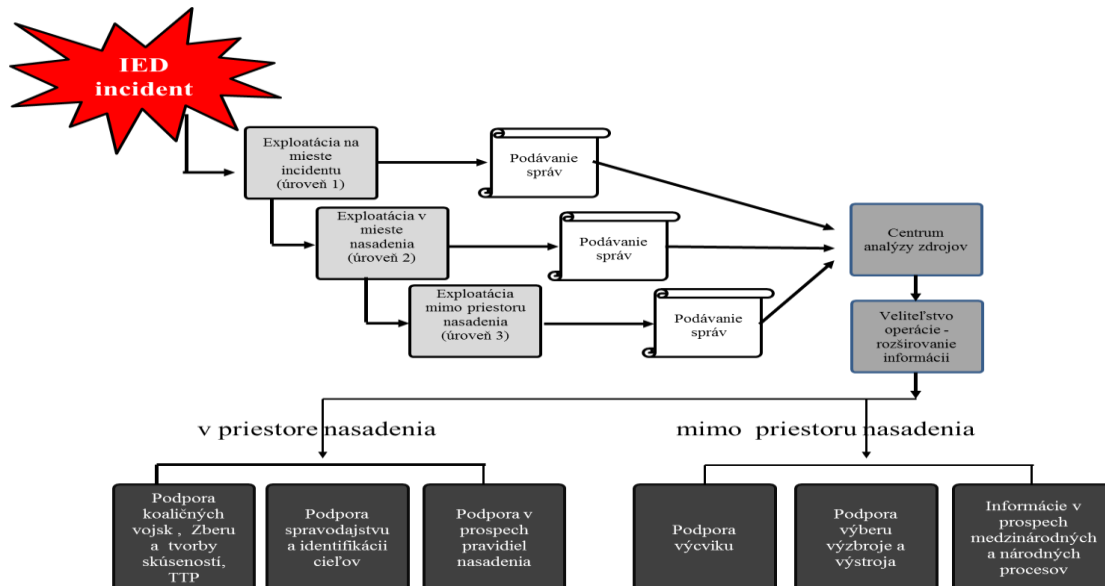 IED
incident
Exploatácia na
mieste
incidentu
(úroveň 1)
Podávanie
správ
Exploatácia v
mieste
nasadenia
(úroveň 2)
Podávanie
správ
Exploatácia
mimo priestoru
nasadenia
(úroveň 3)
Podávanie
správ
Centrum
analýzy zdrojov
Veliteľstvo
operácie -
rozširovanie
informácii
v priestore nasadenia
mimo priestoru nasadenia
Podpora
koaličných
vojsk , Zberu
a tvorby
skúseností,
TTP
Podpora
spravodajstvu
a identifikácii
cieľov
Podpora v
prospech
pravidiel
nasadenia
Podpora
výcviku
Podpora
výberu
výzbroje a
výstroja
Informácie v
prospech
medzinárodných
a národných
procesov